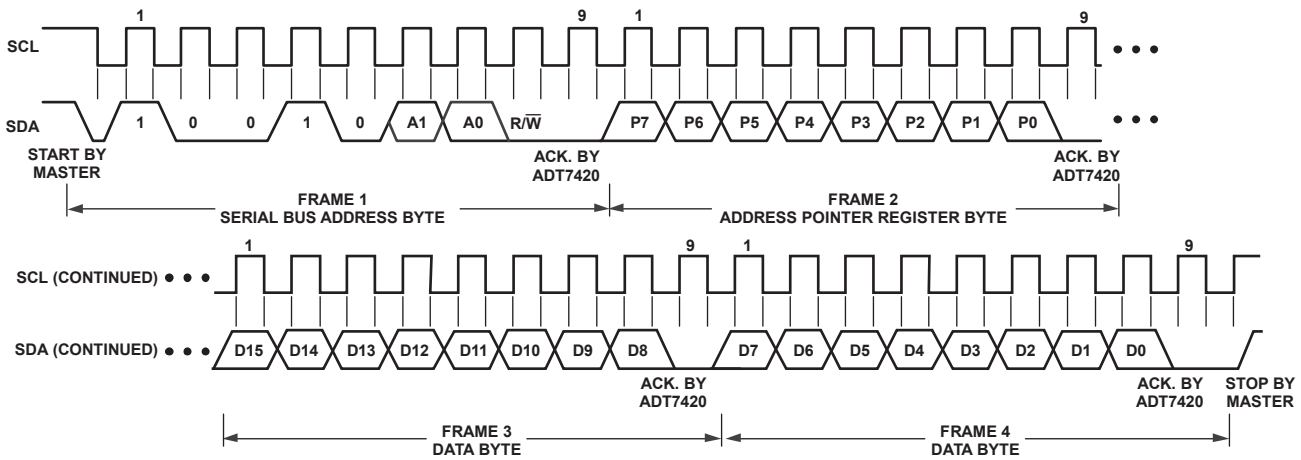 1 9 1 9
SCL
SDA 1 0 0 1 0 A1 A0 R/W̅ P7 P6 P5 P4 P3 P2 P1 P0
START BY MASTER
ACK. BY ADT7420
ACK. BY ADT7420
FRAME 1
SERIAL BUS ADDRESS BYTE
FRAME 2
ADDRESS POINTER REGISTER BYTE
1 9 1 9
SCL (CONTINUED)
SDA (CONTINUED) D15 D14 D13 D12 D11 D10 D9 D8 D7 D6 D5 D4 D3 D2 D1 D0
ACK. BY ADT7420
ACK. BY ADT7420
STOP BY MASTER
FRAME 3
DATA BYTE
FRAME 4
DATA BYTE